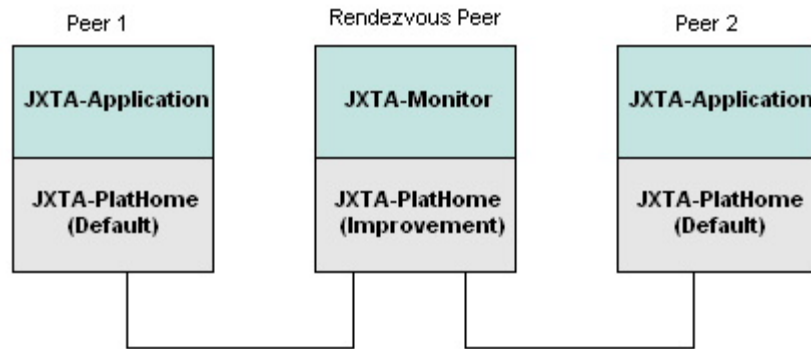 Peer 1
Rendezvous Peer
Peer 2
JXTA-Application
JXTA-Monitor
JXTA-Application
JXTA-PlatHome
(Default)
JXTA-PlatHome
(Improvement)
JXTA-PlatHome
(Default)